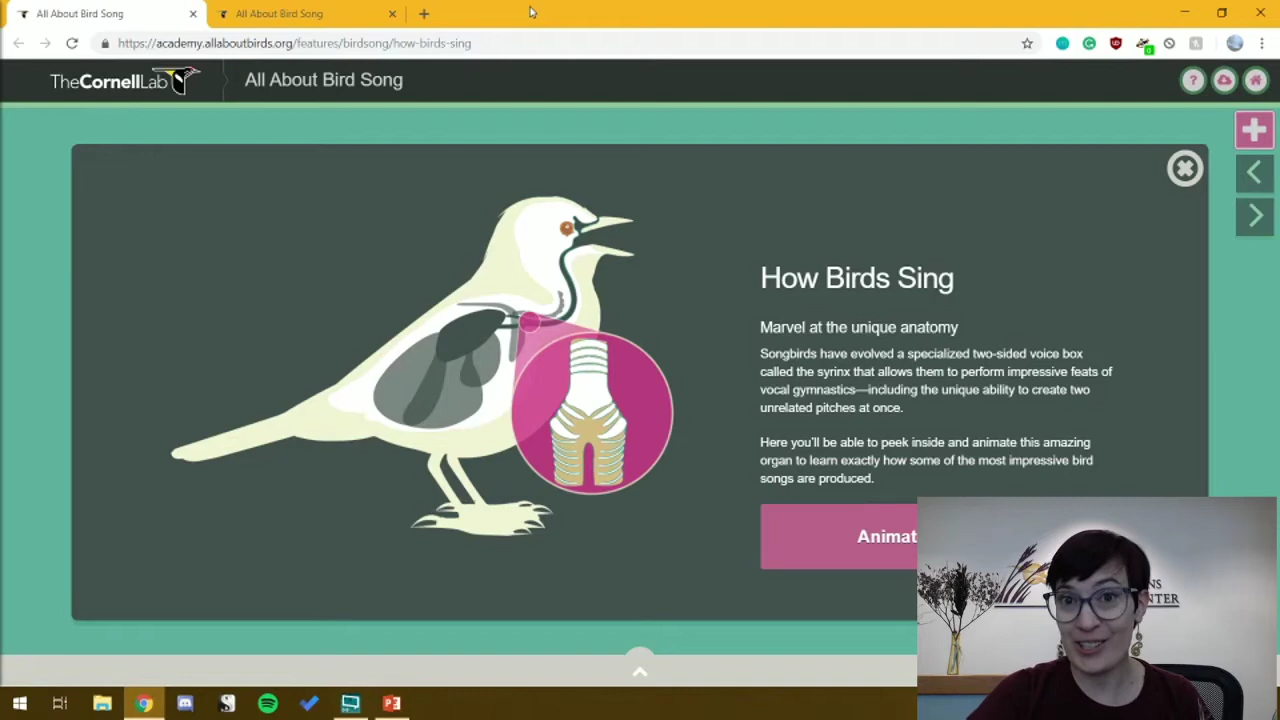 All About Bird Song
All About Bird Song
https://academy.allaboutbirds.org/features/birdsong/how-birds-sing
TheCornellLab
All About Bird Song
?
How Birds Sing
Marvel at the unique anatomy
Songbirds have evolved a specialized two-sided voice box
called the syrinx that allows them to perform impressive feats of
vocal gymnastics—including the unique ability to create two
unrelated pitches at once.
Here you'll be able to peek inside and animate this amazing
organ to learn exactly how some of the most impressive bird
songs are produced.
Animat
NS
NTER